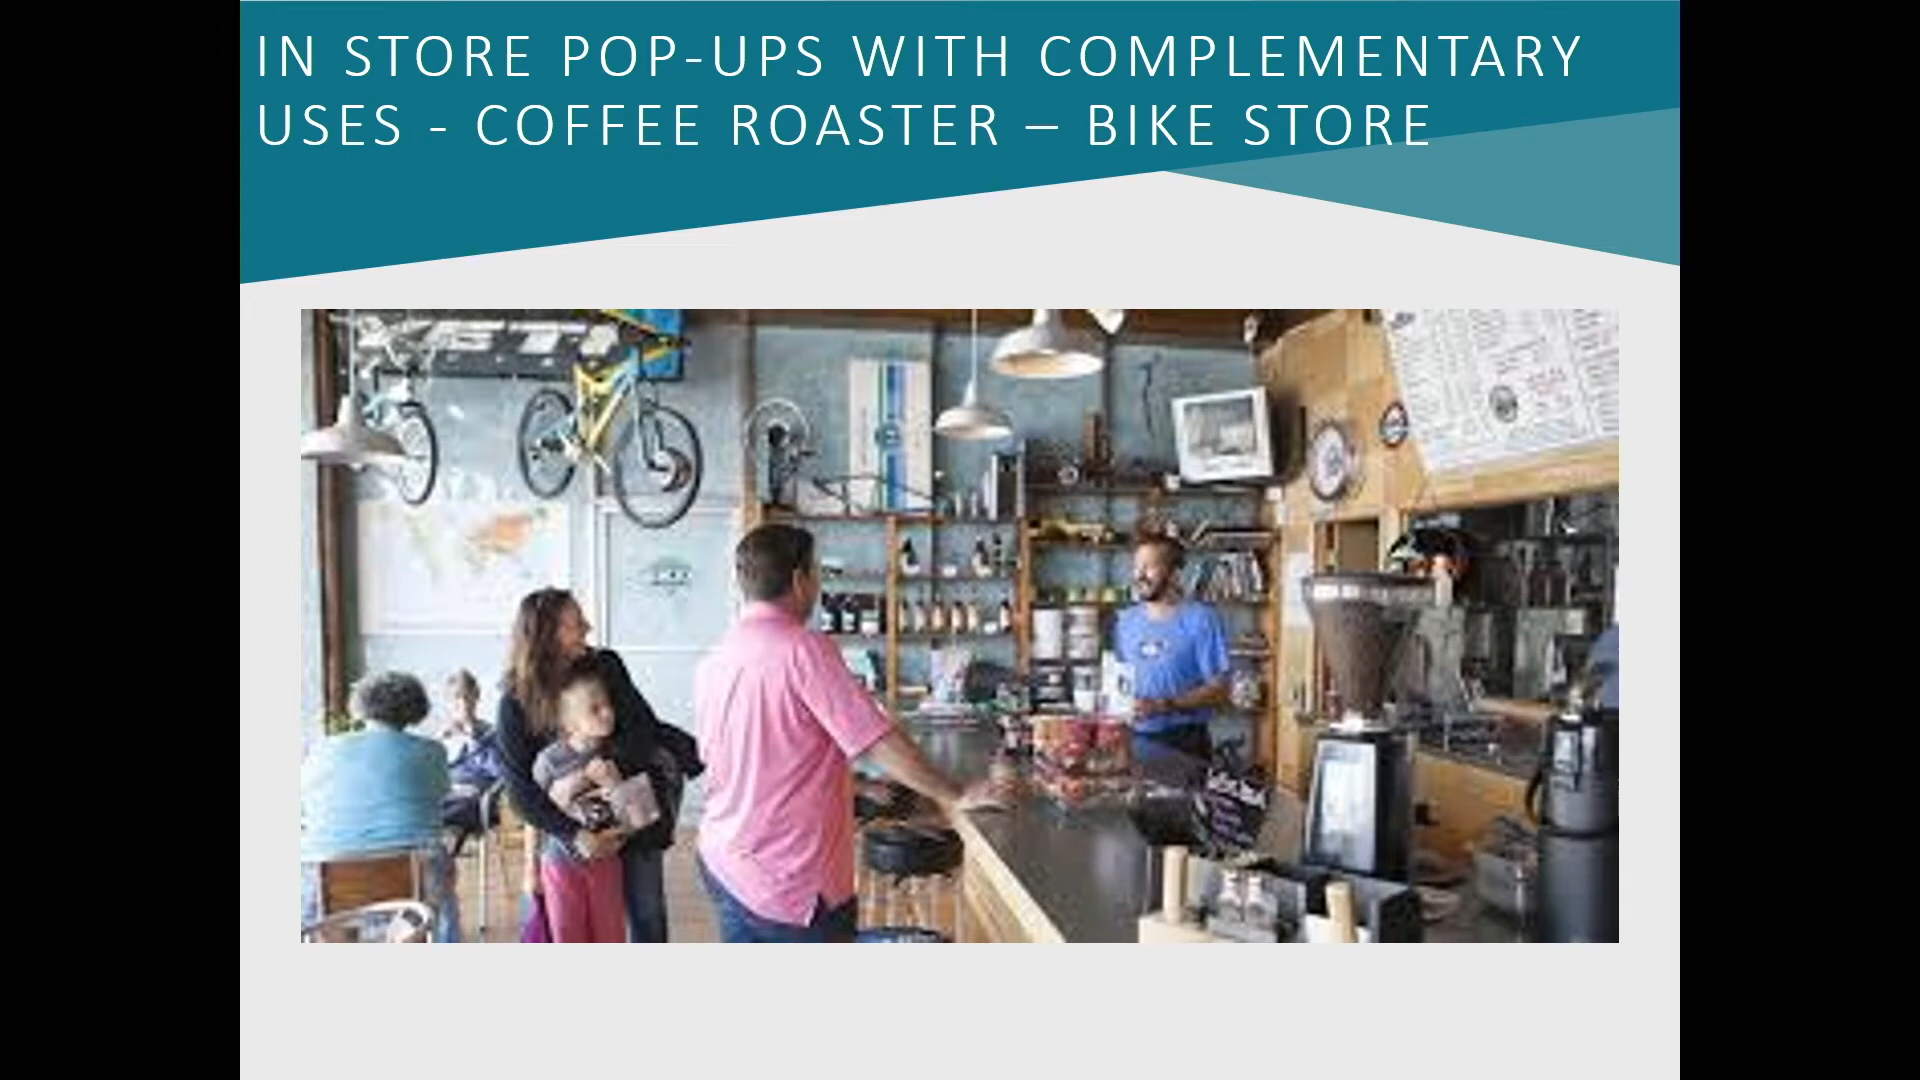 IN STORE POP-UPS WITH COMPLEMENTARY
USES - COFFEE ROASTER – BIKE STORE